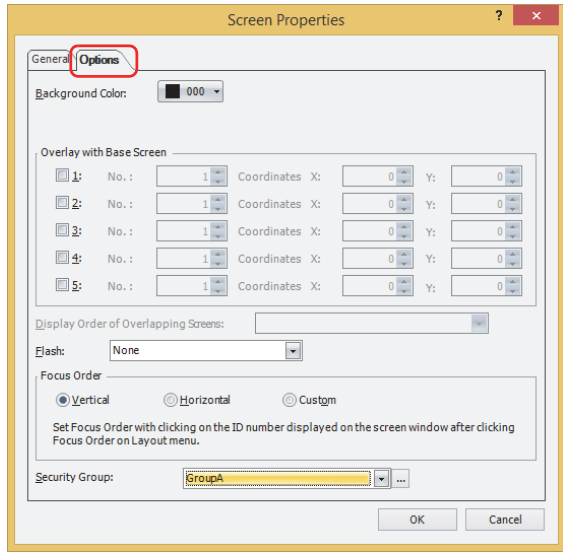 Screen Properties ? ×
General Options
Background Color: 000
Overlay with Base Screen
1: No. : 1 Coordinates X: 0 Y: 0
2: No. : 1 Coordinates X: 0 Y: 0
3: No. : 1 Coordinates X: 0 Y: 0
4: No. : 1 Coordinates X: 0 Y: 0
5: No. : 1 Coordinates X: 0 Y: 0
Display Order of Overlapping Screens:
Flash: None
Focus Order
Vertical Horizontal Custom
Set Focus Order with clicking on the ID number displayed on the screen window after clicking
Focus Order on Layout menu.
Security Group: GroupA ...
OK Cancel